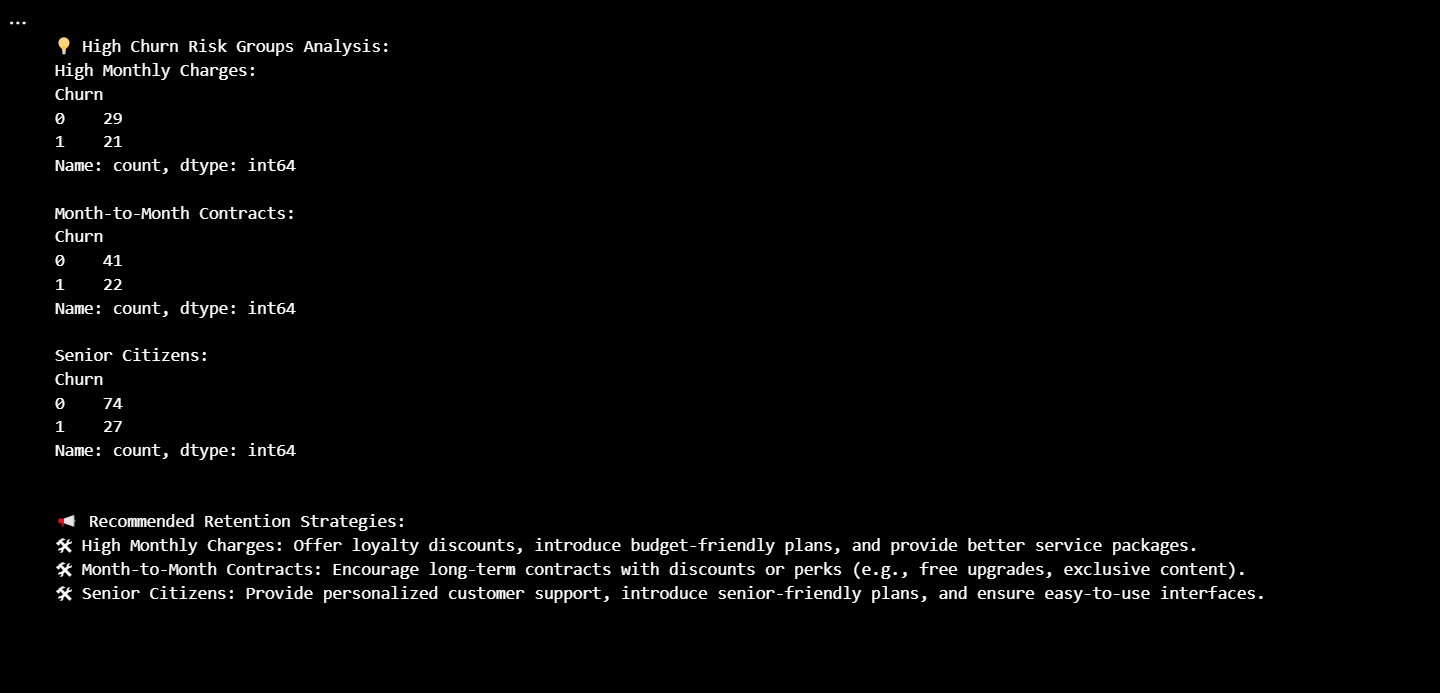 ...
💡 High Churn Risk Groups Analysis:
High Monthly Charges:
Churn
0    29
1    21
Name: count, dtype: int64
Month-to-Month Contracts:
Churn
0    41
1    22
Name: count, dtype: int64
Senior Citizens:
Churn
0    74
1    27
Name: count, dtype: int64
📢 Recommended Retention Strategies:
🛠 High Monthly Charges: Offer loyalty discounts, introduce budget-friendly plans, and provide better service packages.
🛠 Month-to-Month Contracts: Encourage long-term contracts with discounts or perks (e.g., free upgrades, exclusive content).
🛠 Senior Citizens: Provide personalized customer support, introduce senior-friendly plans, and ensure easy-to-use interfaces.